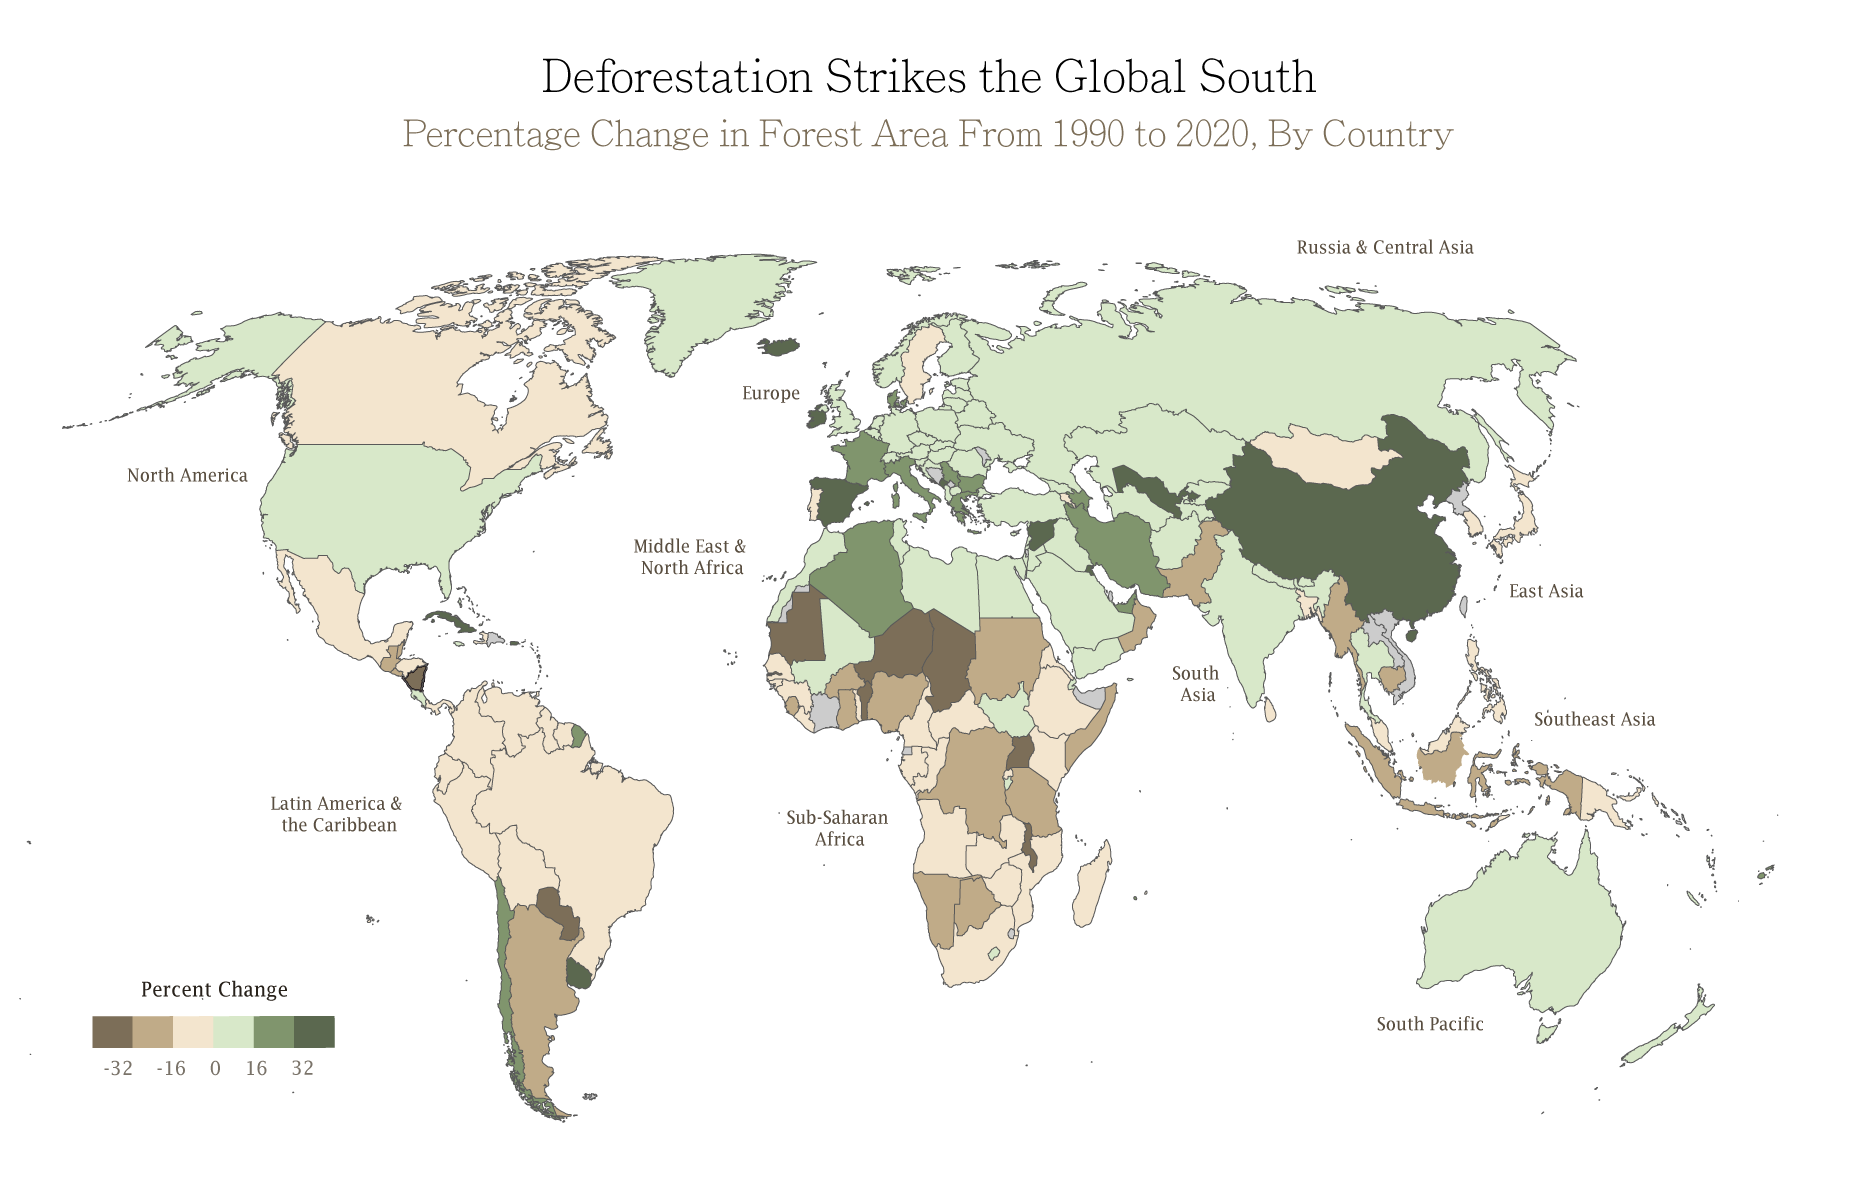 Deforestation Strikes the Global South
Percentage Change in Forest Area From 1990 to 2020, By Country
Russia & Central Asia
Europe
North America
Middle East &
North Africa
East Asia
South
Asia
Southeast Asia
Latin America &
the Caribbean
Sub-Saharan
Africa
South Pacific
Percent Change
-32 -16 0 16 32